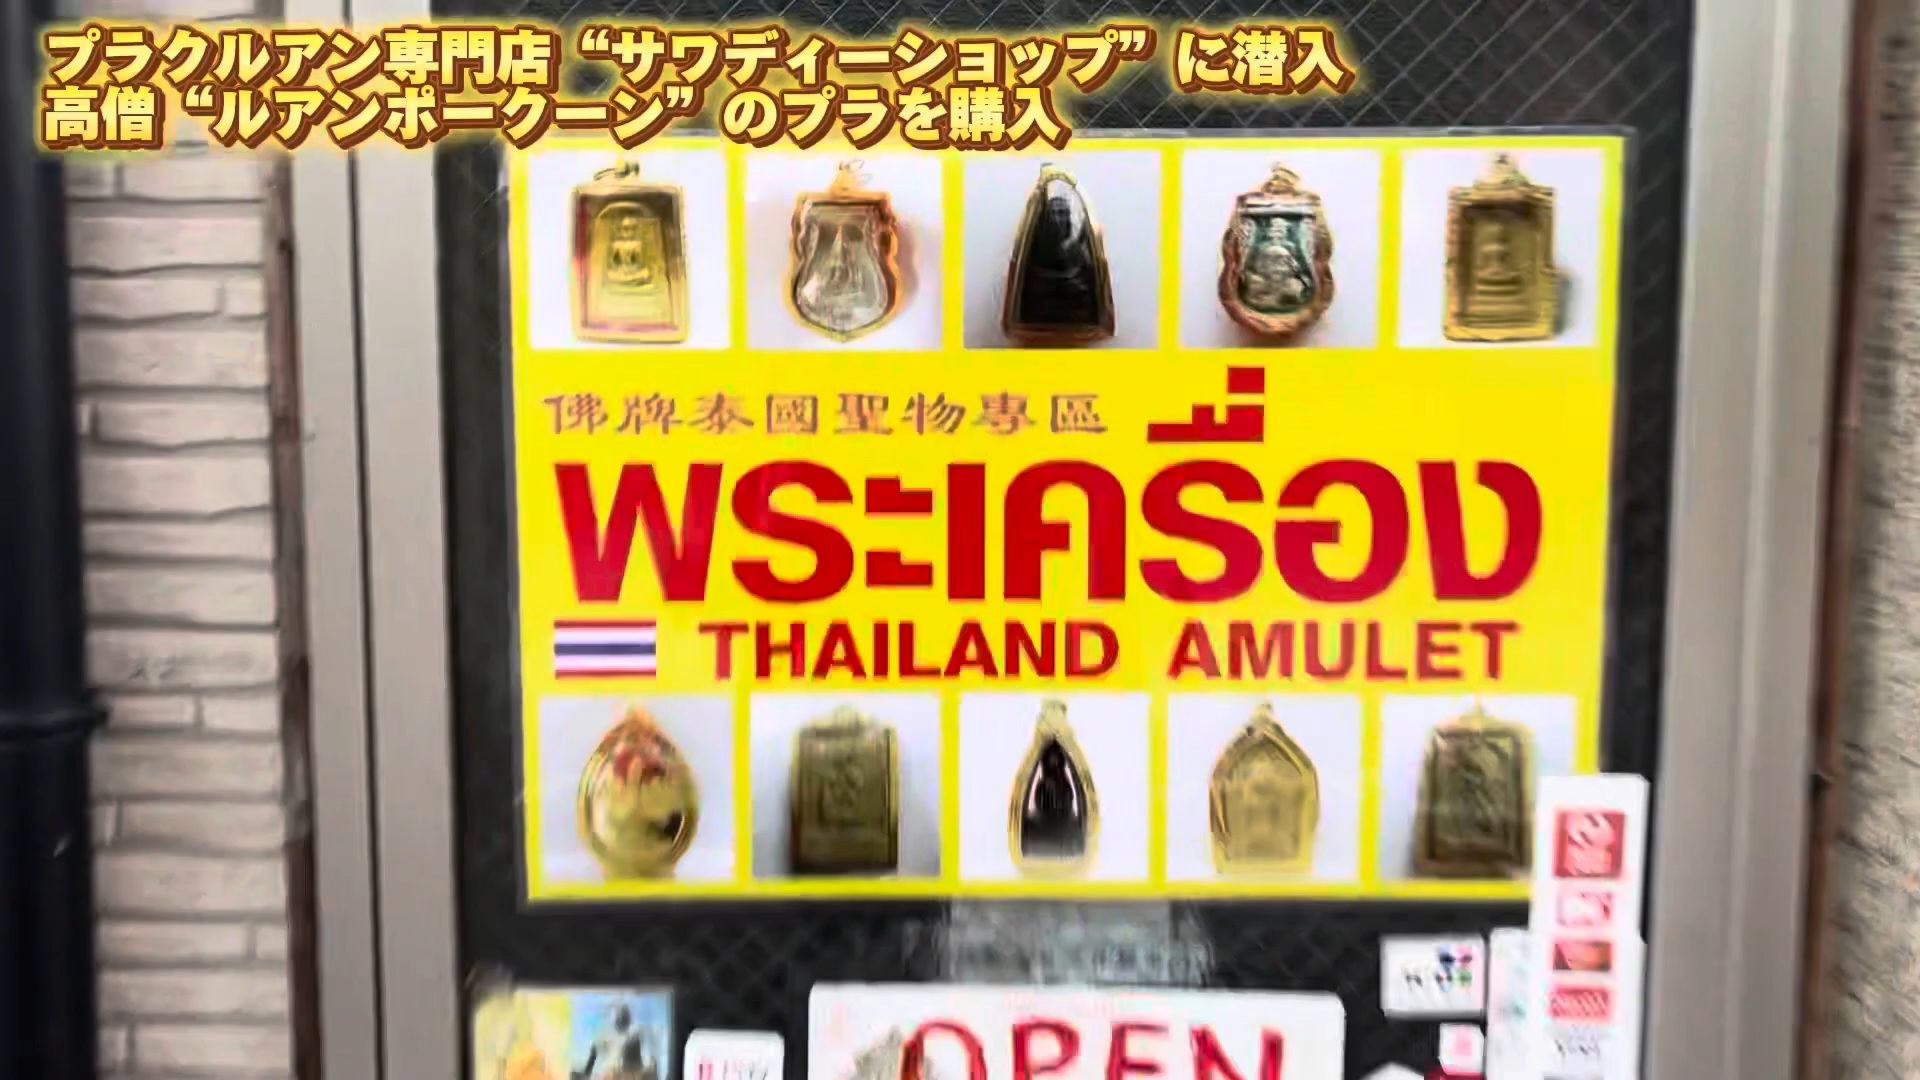 プラクルアン専門店 “サワディーショップ” に潜入
高僧 “ルアンポークーン” のプラを購入
佛牌泰國聖物專區
พระเครื่อง
THAILAND AMULET
OPEN